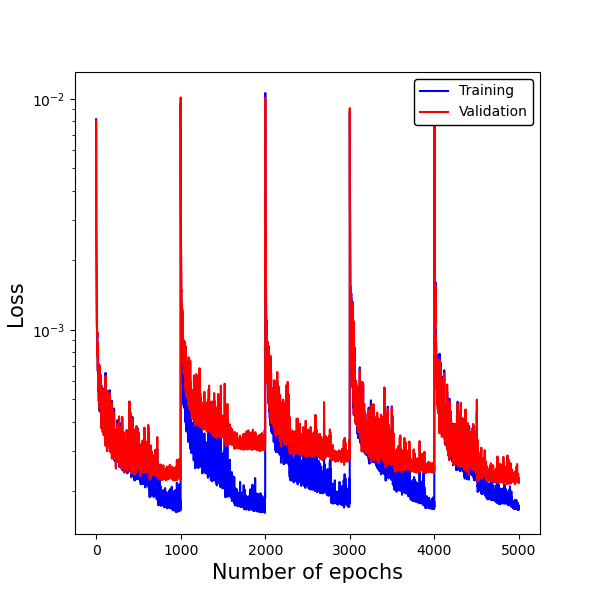 Training
Validation
10⁻²
10⁻³
Loss
0 1000 2000 3000 4000 5000
Number of epochs